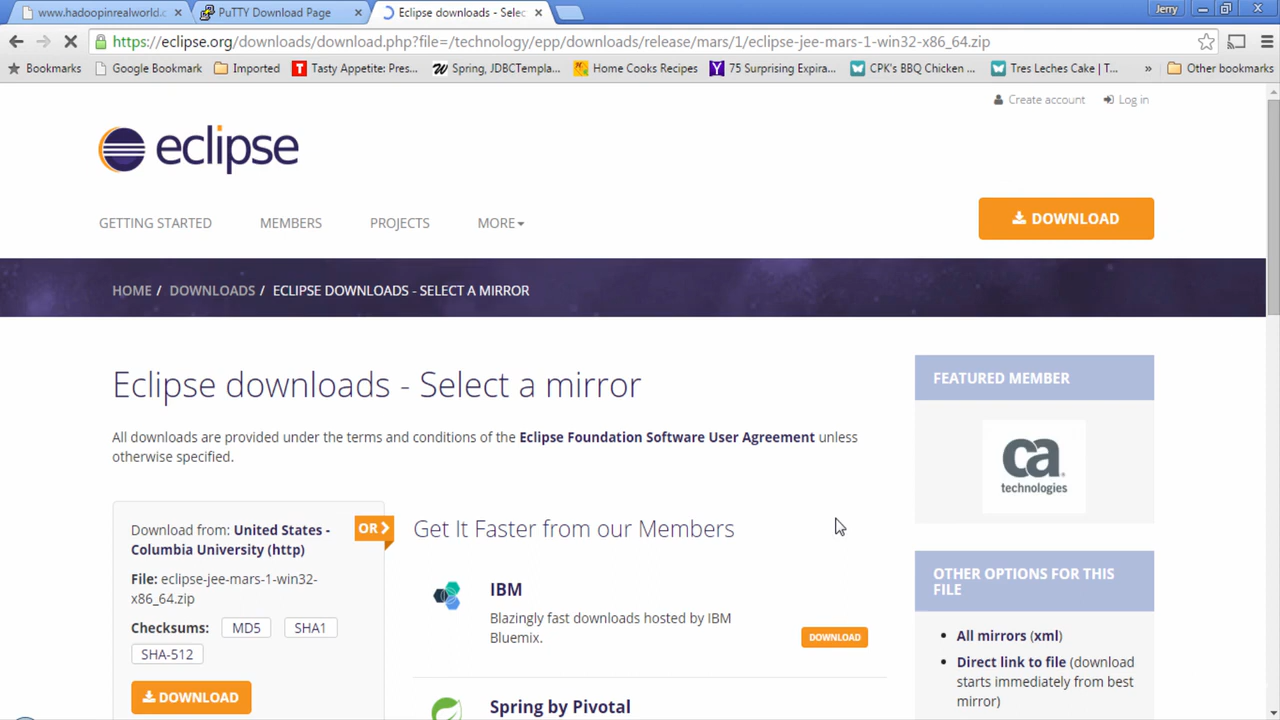 www.hadoopinrealworld.c
PuTTY Download Page
Eclipse downloads - Selec
Jerry
https://eclipse.org/downloads/download.php?file=/technology/epp/downloads/release/mars/1/eclipse-jee-mars-1-win32-x86_64.zip
Bookmarks
Google Bookmark
Imported
Tasty Appetite: Pres...
Spring, JDBCTempla...
Home Cooks Recipes
75 Surprising Expira...
CPK's BBQ Chicken ...
Tres Leches Cake | T...
»
Other bookmarks
Create account
Log in
eclipse
GETTING STARTED
MEMBERS
PROJECTS
MORE
DOWNLOAD
HOME / DOWNLOADS / ECLIPSE DOWNLOADS - SELECT A MIRROR
Eclipse downloads - Select a mirror
All downloads are provided under the terms and conditions of the Eclipse Foundation Software User Agreement unless
otherwise specified.
Download from: United States -
Columbia University (http)
File: eclipse-jee-mars-1-win32-
x86_64.zip
Checksums: MD5 SHA1
SHA-512
DOWNLOAD
OR
Get It Faster from our Members
IBM
Blazingly fast downloads hosted by IBM
Bluemix.
DOWNLOAD
Spring by Pivotal
FEATURED MEMBER
ca
technologies
OTHER OPTIONS FOR THIS
FILE
All mirrors (xml)
Direct link to file (download
starts immediately from best
mirror)